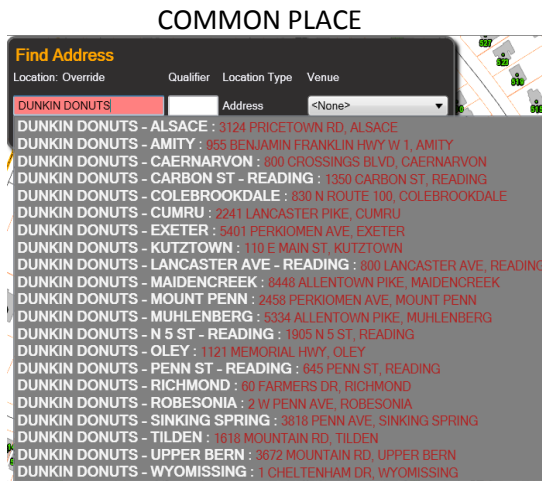 COMMON PLACE
Find Address
Location: Override Qualifier Location Type Venue
DUNKIN DONUTS Address <None>
DUNKIN DONUTS - ALSACE : 3124 PRICETOWN RD, ALSACE
DUNKIN DONUTS - AMITY : 955 BENJAMIN FRANKLIN HWY W 1, AMITY
DUNKIN DONUTS - CAERNARVON : 800 CROSSINGS BLVD, CAERNARVON
DUNKIN DONUTS - CARBON ST - READING : 1350 CARBON ST, READING
DUNKIN DONUTS - COLEBROOKDALE : 830 N ROUTE 100, COLEBROOKDALE
DUNKIN DONUTS - CUMRU : 2241 LANCASTER PIKE, CUMRU
DUNKIN DONUTS - EXETER : 5401 PERKIOMEN AVE, EXETER
DUNKIN DONUTS - KUTZTOWN : 110 E MAIN ST, KUTZTOWN
DUNKIN DONUTS - LANCASTER AVE - READING : 800 LANCASTER AVE, READING
DUNKIN DONUTS - MAIDENCREEK : 8448 ALLENTOWN PIKE, MAIDENCREEK
DUNKIN DONUTS - MOUNT PENN : 2458 PERKIOMEN AVE, MOUNT PENN
DUNKIN DONUTS - MUHLENBERG : 5334 ALLENTOWN PIKE, MUHLENBERG
DUNKIN DONUTS - N 5 ST - READING : 1905 N 5 ST, READING
DUNKIN DONUTS - OLEY : 1121 MEMORIAL HWY, OLEY
DUNKIN DONUTS - PENN ST - READING : 645 PENN ST, READING
DUNKIN DONUTS - RICHMOND : 60 FARMERS DR, RICHMOND
DUNKIN DONUTS - ROBESONIA : 2 W PENN AVE, ROBESONIA
DUNKIN DONUTS - SINKING SPRING : 3818 PENN AVE, SINKING SPRING
DUNKIN DONUTS - TILDEN : 1618 MOUNTAIN RD, TILDEN
DUNKIN DONUTS - UPPER BERN : 3672 MOUNTAIN RD, UPPER BERN
DUNKIN DONUTS - WYOMISSING : 1 CHELTENHAM DR, WYOMISSING